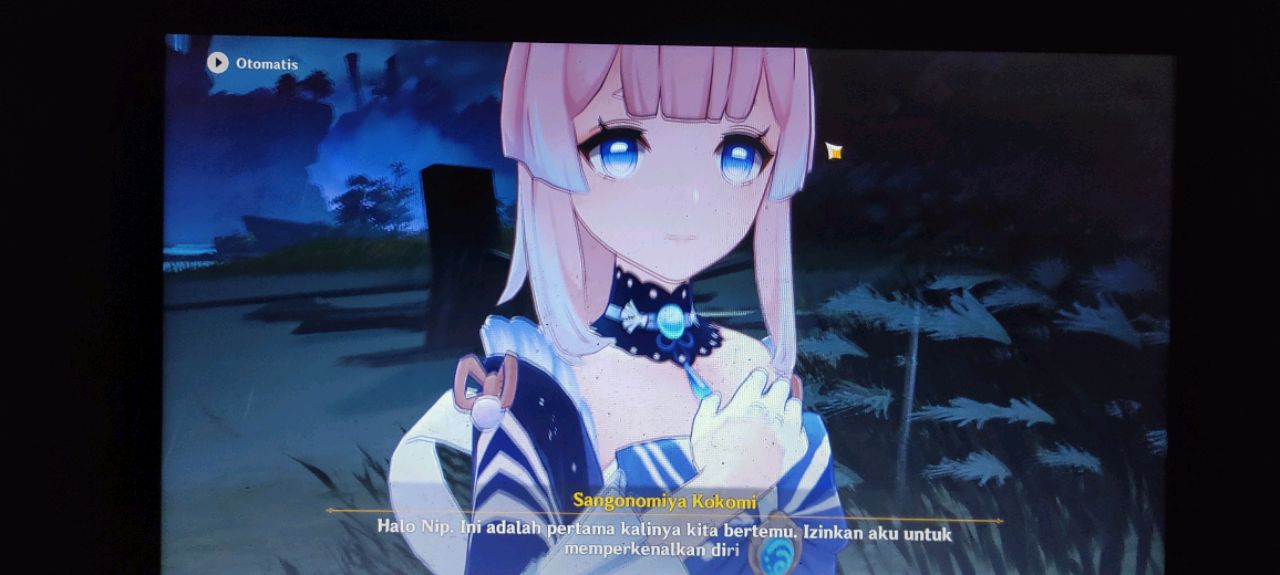 Otomatis
Sangonomiya Kokomi
Halo Nip. Ini adalah pertama kalinya kita bertemu. Izinkan aku untuk
memperkenalkan diri